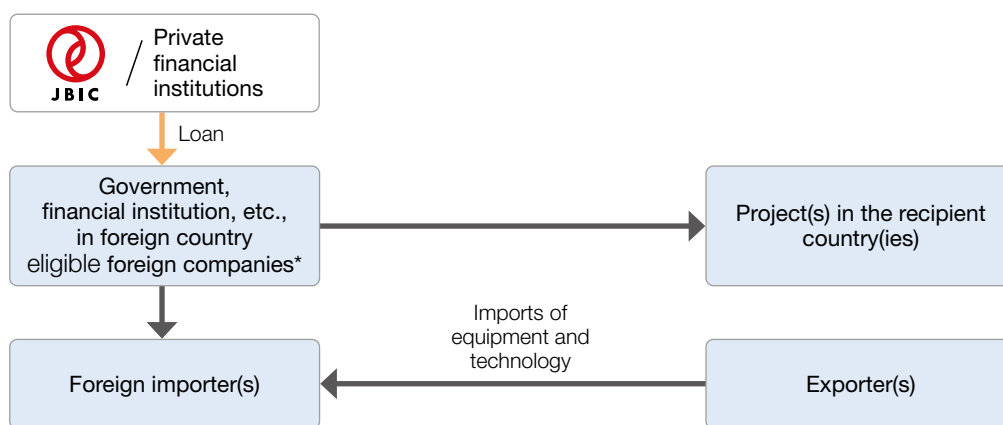 JBIC
/
Private
financial
institutions
Loan
Government,
financial institution, etc.,
in foreign country
eligible foreign companies*
Project(s) in the recipient
country(ies)
Imports of
equipment and
technology
Foreign importer(s)
Exporter(s)